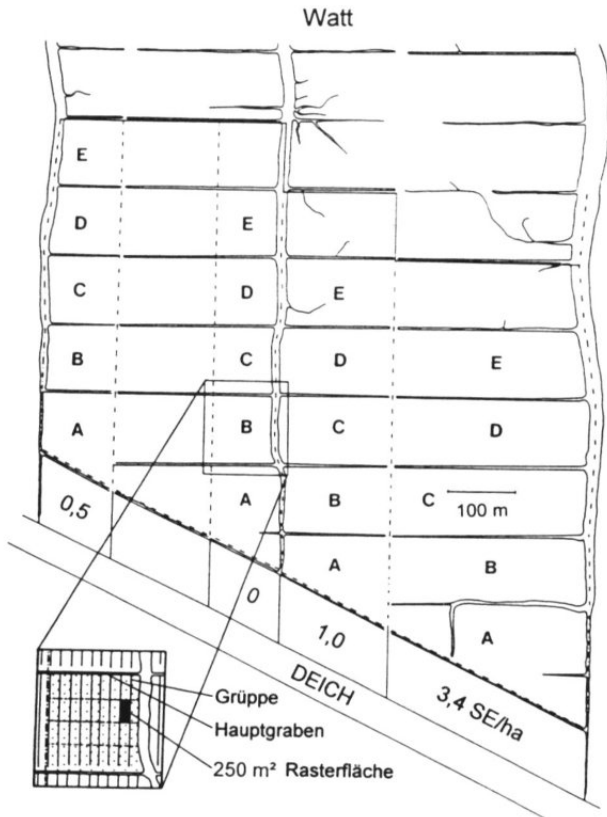 Watt
E
D E
C D E
B C D E
A B C D
A B C
100 m
A B
A
0,5
0
1,0
3,4 SE/ha
DEICH
Grüppe
Hauptgraben
250 m² Rasterfläche